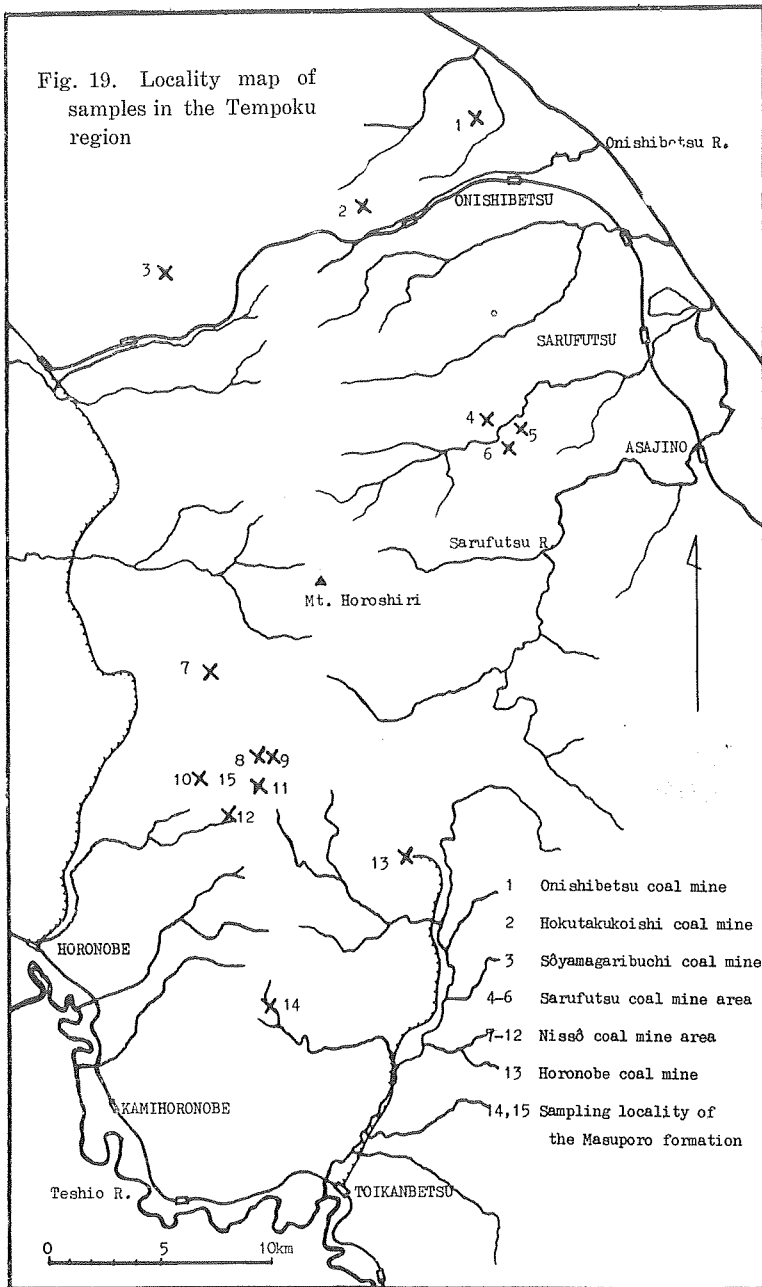 Fig. 19. Locality map of
samples in the Tempoku
region
1
Onishibetsu R.
2
ONISHIBETSU
3
SARUFUTSU
4
5
6
ASAJINO
Sarufutsu R.
Mt. Horoshiri
7
8
9
10
15
11
12
13
1 Onishibetsu coal mine
HORONOBE
2 Hokutakukoishi coal mine
3 Sôyamagaribuchi coal mine
14
4-6 Sarufutsu coal mine area
7-12 Nissô coal mine area
13 Horonobe coal mine
KAMIHORONOBE
14,15 Sampling locality of
the Masuporo formation
Teshio R.
TOIKANBETSU
0 5 10km